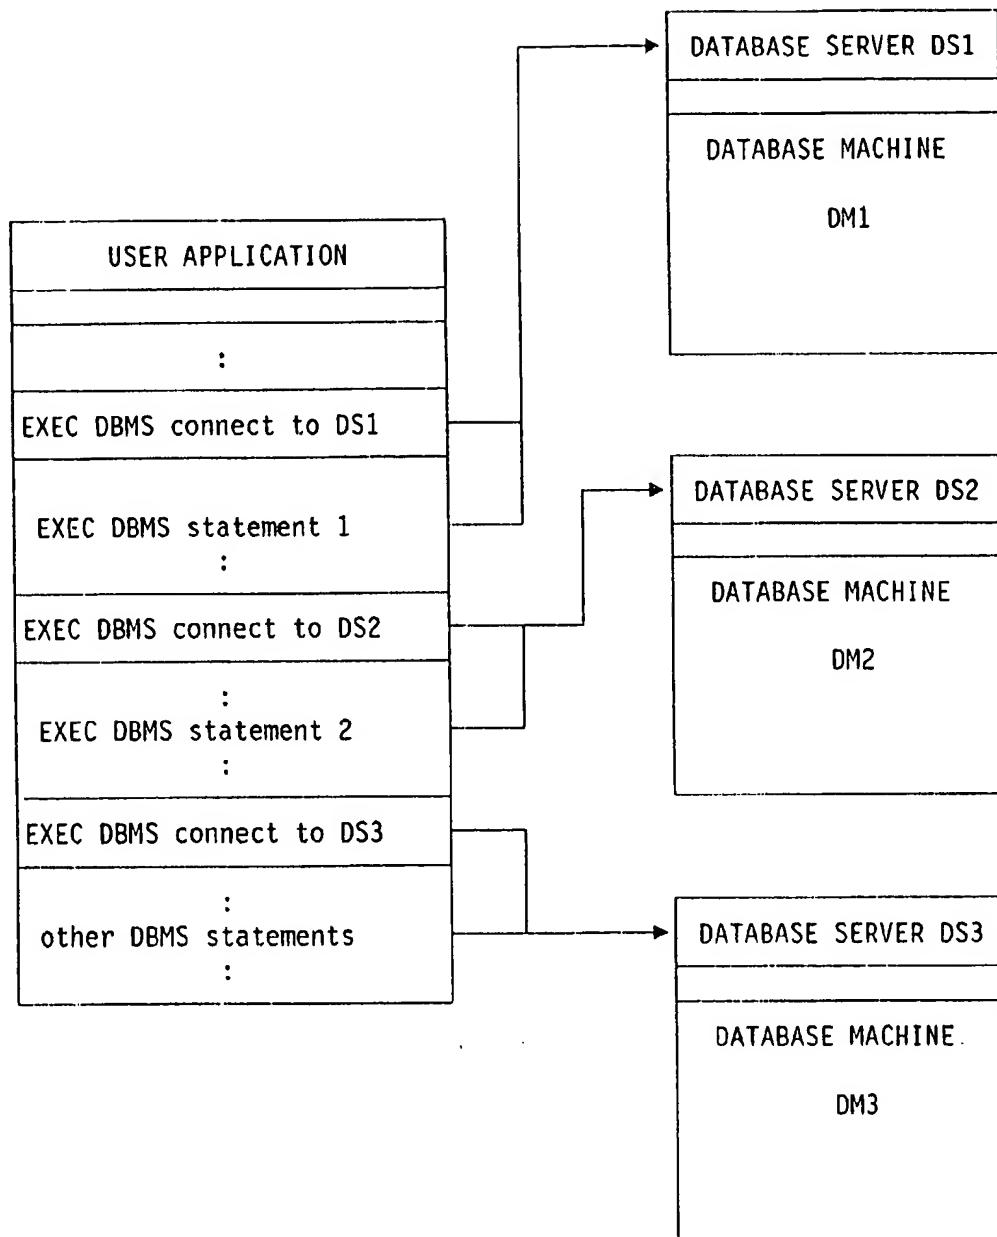 DATABASE SERVER DS1
DATABASE MACHINE
DM1
USER APPLICATION
:
EXEC DBMS connect to DS1
EXEC DBMS statement 1
:
EXEC DBMS connect to DS2
:
EXEC DBMS statement 2
:
EXEC DBMS connect to DS3
:
other DBMS statements
:
DATABASE SERVER DS2
DATABASE MACHINE
DM2
DATABASE SERVER DS3
DATABASE MACHINE
DM3